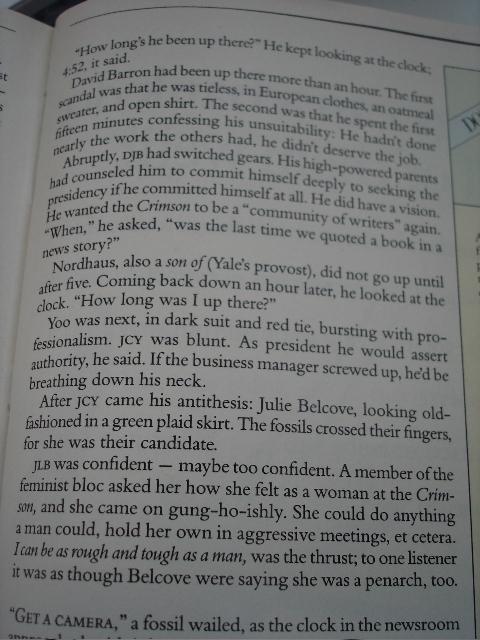 "How long's he been up there?" He kept looking at the clock;
4:52, it said.
David Barron had been up there more than an hour. The first
scandal was that he was tieless, in European clothes, an oatmeal
sweater, and open shirt. The second was that he spent the first
fifteen minutes confessing his unsuitability: He hadn't done
nearly the work the others had, he didn't deserve the job.
Abruptly, DJB had switched gears. His high-powered parents
had counseled him to commit himself deeply to seeking the
presidency if he committed himself at all. He did have a vision.
He wanted the Crimson to be a "community of writers" again.
"When," he asked, "was the last time we quoted a book in a
news story?"
Nordhaus, also a son of (Yale's provost), did not go up until
after five. Coming back down an hour later, he looked at the
clock. "How long was I up there?"
Yoo was next, in dark suit and red tie, bursting with pro-
fessionalism. JCY was blunt. As president he would assert
authority, he said. If the business manager screwed up, he'd be
breathing down his neck.
After JCY came his antithesis: Julie Belcove, looking old-
fashioned in a green plaid skirt. The fossils crossed their fingers,
for she was their candidate.
JLB was confident — maybe too confident. A member of the
feminist bloc asked her how she felt as a woman at the Crim-
son, and she came on gung-ho-ishly. She could do anything
a man could, hold her own in aggressive meetings, et cetera.
I can be as rough and tough as a man, was the thrust; to one listener
it was as though Belcove were saying she was a penarch, too.
"GET A CAMERA," a fossil wailed, as the clock in the newsroom